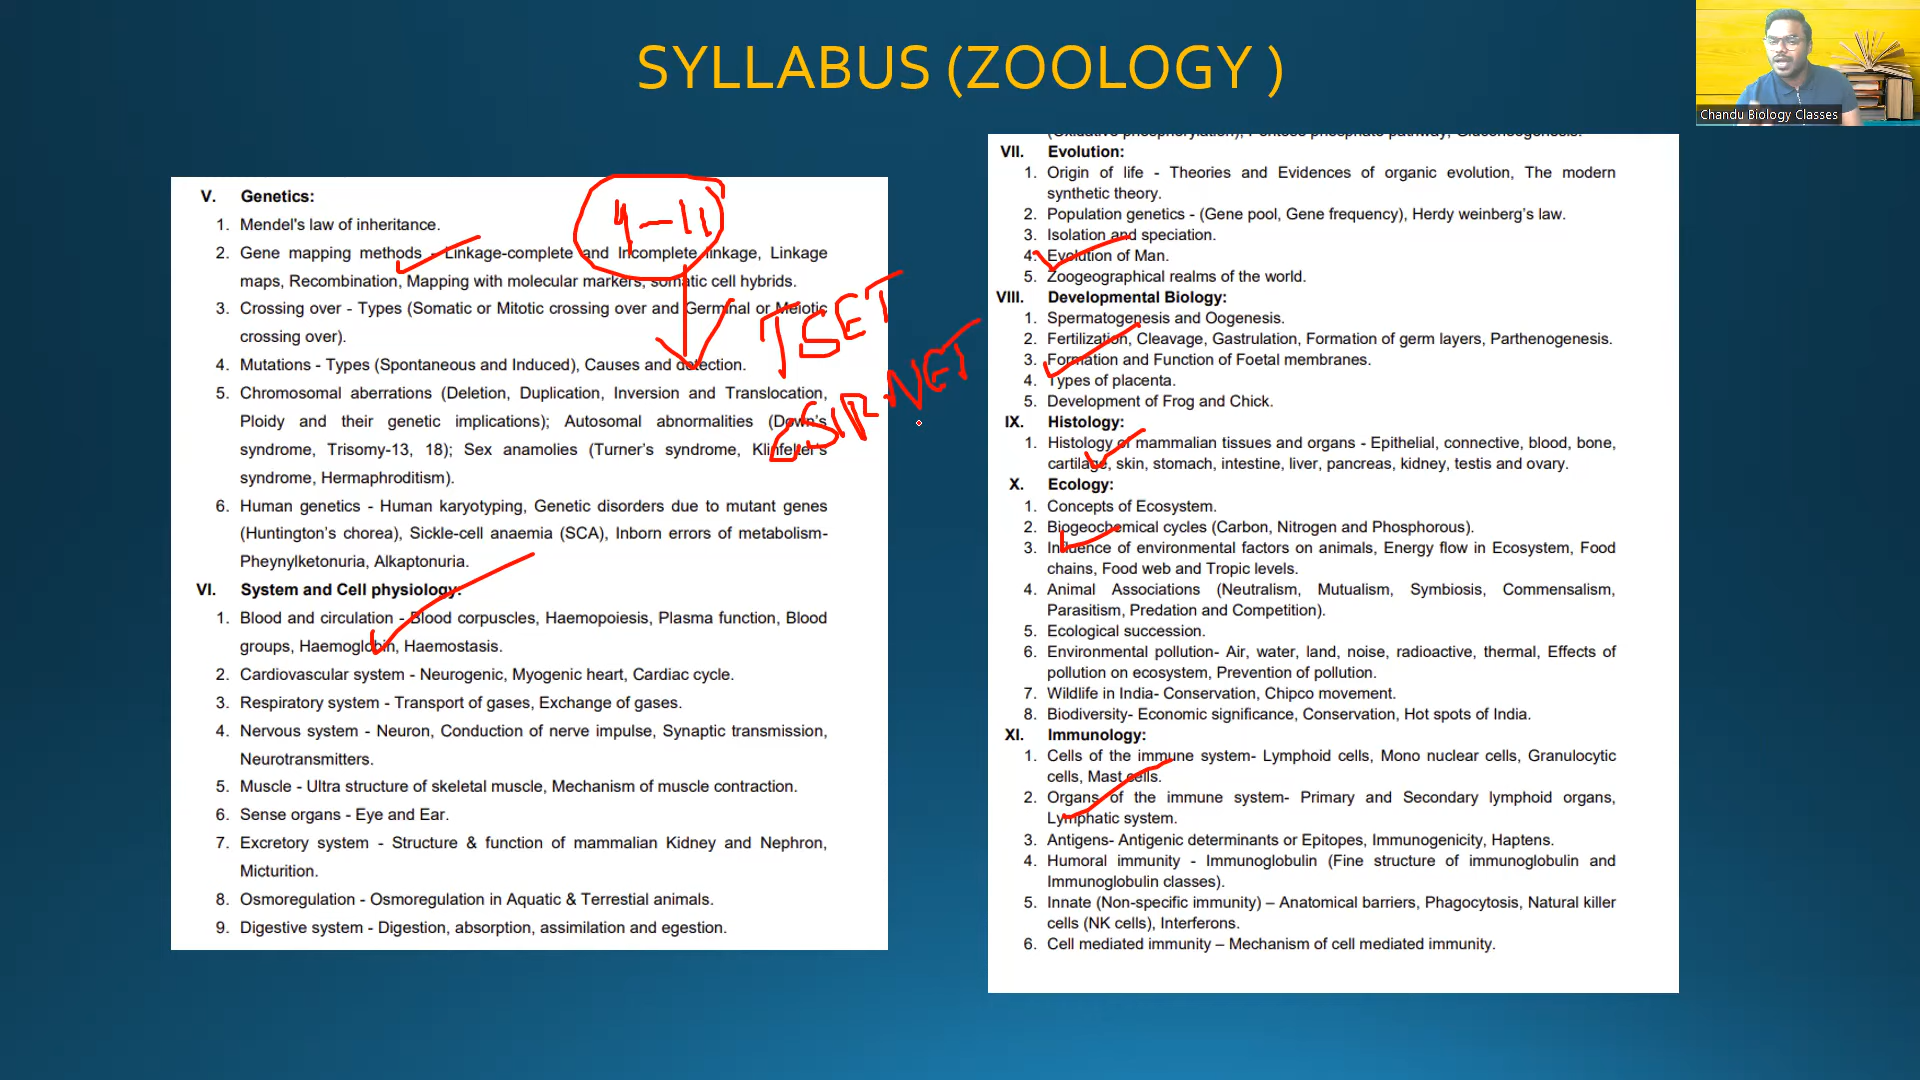 SYLLABUS (ZOOLOGY )
Chandu Biology Classes
V. Genetics:
1. Mendel's law of inheritance.
2. Gene mapping methods - Linkage-complete and Incomplete linkage, Linkage
maps, Recombination, Mapping with molecular markers, somatic cell hybrids.
3. Crossing over - Types (Somatic or Mitotic crossing over and Germinal or Meiotic
crossing over).
4. Mutations - Types (Spontaneous and Induced), Causes and detection.
5. Chromosomal aberrations (Deletion, Duplication, Inversion and Translocation,
Ploidy and their genetic implications); Autosomal abnormalities (Down's
syndrome, Trisomy-13, 18); Sex anamolies (Turner's syndrome, Klinfelter's
syndrome, Hermaphroditism).
6. Human genetics - Human karyotyping, Genetic disorders due to mutant genes
(Huntington's chorea), Sickle-cell anaemia (SCA), Inborn errors of metabolism-
Pheynylketonuria, Alkaptonuria.
VI. System and Cell physiology:
1. Blood and circulation - Blood corpuscles, Haemopoiesis, Plasma function, Blood
groups, Haemoglobin, Haemostasis.
2. Cardiovascular system - Neurogenic, Myogenic heart, Cardiac cycle.
3. Respiratory system - Transport of gases, Exchange of gases.
4. Nervous system - Neuron, Conduction of nerve impulse, Synaptic transmission,
Neurotransmitters.
5. Muscle - Ultra structure of skeletal muscle, Mechanism of muscle contraction.
6. Sense organs - Eye and Ear.
7. Excretory system - Structure & function of mammalian Kidney and Nephron,
Micturition.
8. Osmoregulation - Osmoregulation in Aquatic & Terrestial animals.
9. Digestive system - Digestion, absorption, assimilation and egestion.
4-11
TSET
NET
(Oxidative phosphorylation), Pentose phosphate pathway, Gluconeogenesis.
VII. Evolution:
1. Origin of life - Theories and Evidences of organic evolution, The modern
synthetic theory.
2. Population genetics - (Gene pool, Gene frequency), Herdy weinberg's law.
3. Isolation and speciation.
4. Evolution of Man.
5. Zoogeographical realms of the world.
VIII. Developmental Biology:
1. Spermatogenesis and Oogenesis.
2. Fertilization, Cleavage, Gastrulation, Formation of germ layers, Parthenogenesis.
3. Formation and Function of Foetal membranes.
4. Types of placenta.
5. Development of Frog and Chick.
IX. Histology:
1. Histology of mammalian tissues and organs - Epithelial, connective, blood, bone,
cartilage, skin, stomach, intestine, liver, pancreas, kidney, testis and ovary.
X. Ecology:
1. Concepts of Ecosystem.
2. Biogeochemical cycles (Carbon, Nitrogen and Phosphorous).
3. Influence of environmental factors on animals, Energy flow in Ecosystem, Food
chains, Food web and Tropic levels.
4. Animal Associations (Neutralism, Mutualism, Symbiosis, Commensalism,
Parasitism, Predation and Competition).
5. Ecological succession.
6. Environmental pollution- Air, water, land, noise, radioactive, thermal, Effects of
pollution on ecosystem, Prevention of pollution.
7. Wildlife in India- Conservation, Chipco movement.
8. Biodiversity- Economic significance, Conservation, Hot spots of India.
XI. Immunology:
1. Cells of the immune system- Lymphoid cells, Mono nuclear cells, Granulocytic
cells, Mast cells.
2. Organs of the immune system- Primary and Secondary lymphoid organs,
Lymphatic system.
3. Antigens- Antigenic determinants or Epitopes, Immunogenicity, Haptens.
4. Humoral immunity - Immunoglobulin (Fine structure of immunoglobulin and
Immunoglobulin classes).
5. Innate (Non-specific immunity) – Anatomical barriers, Phagocytosis, Natural killer
cells (NK cells), Interferons.
6. Cell mediated immunity – Mechanism of cell mediated immunity.